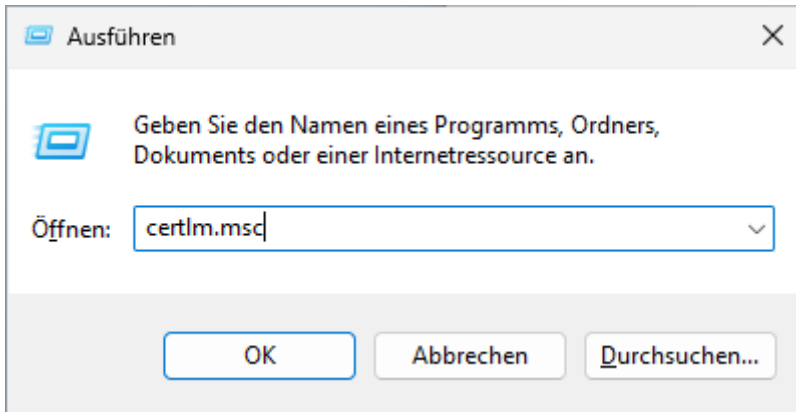 Ausführen
Geben Sie den Namen eines Programms, Ordners,
Dokuments oder einer Internetressource an.
Öffnen: certlm.msc
OK Abbrechen Durchsuchen...